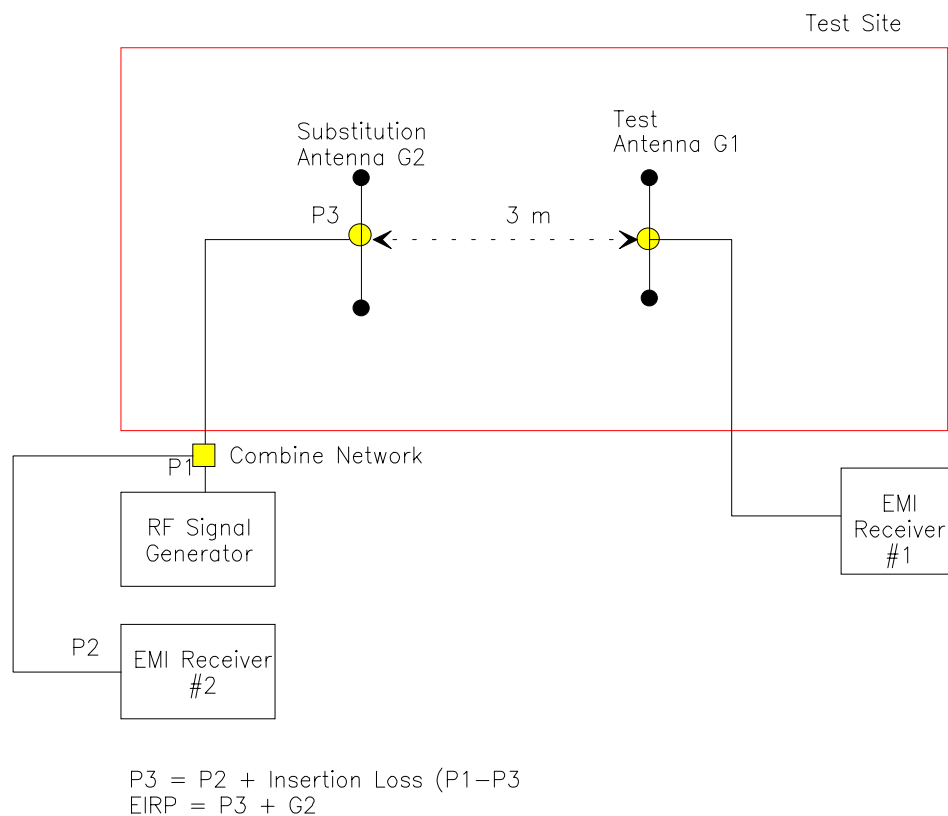 Test Site
Substitution
Antenna G2
Test
Antenna G1
P3
3 m
P1
Combine Network
RF Signal
Generator
EMI
Receiver
#1
P2
EMI Receiver
#2
P3 = P2 + Insertion Loss (P1-P3
EIRP = P3 + G2